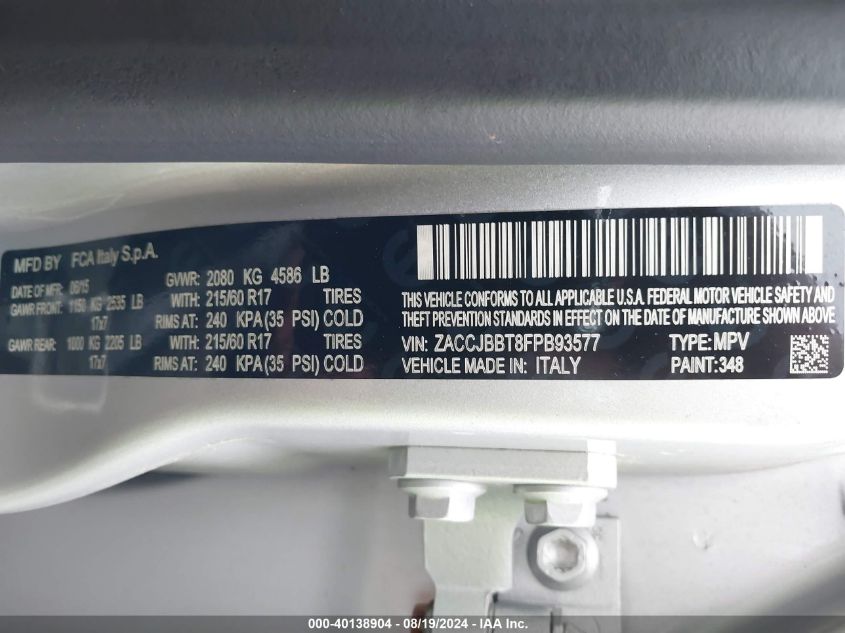 MFD BY FCA Italy S.p.A.
DATE OF MFR: 06/15 GVWR: 2080 KG 4586 LB
GAWR FRONT: 1150 KG 2535 LB WITH: 215/60 R17 TIRES
17x7 RIMS AT: 240 KPA(35 PSI) COLD
GAWR REAR: 1000 KG 2205 LB WITH: 215/60 R17 TIRES
17x7 RIMS AT: 240 KPA(35 PSI) COLD
THIS VEHICLE CONFORMS TO ALL APPLICABLE U.S.A. FEDERAL MOTOR VEHICLE SAFETY AND
THEFT PREVENTION STANDARDS IN EFFECT ON THE DATE OF MANUFACTURE SHOWN ABOVE
VIN: ZACCJBBT8FPB93577 TYPE: MPV
VEHICLE MADE IN: ITALY PAINT: 348
000-40138904 - 08/19/2024 - IAA Inc.